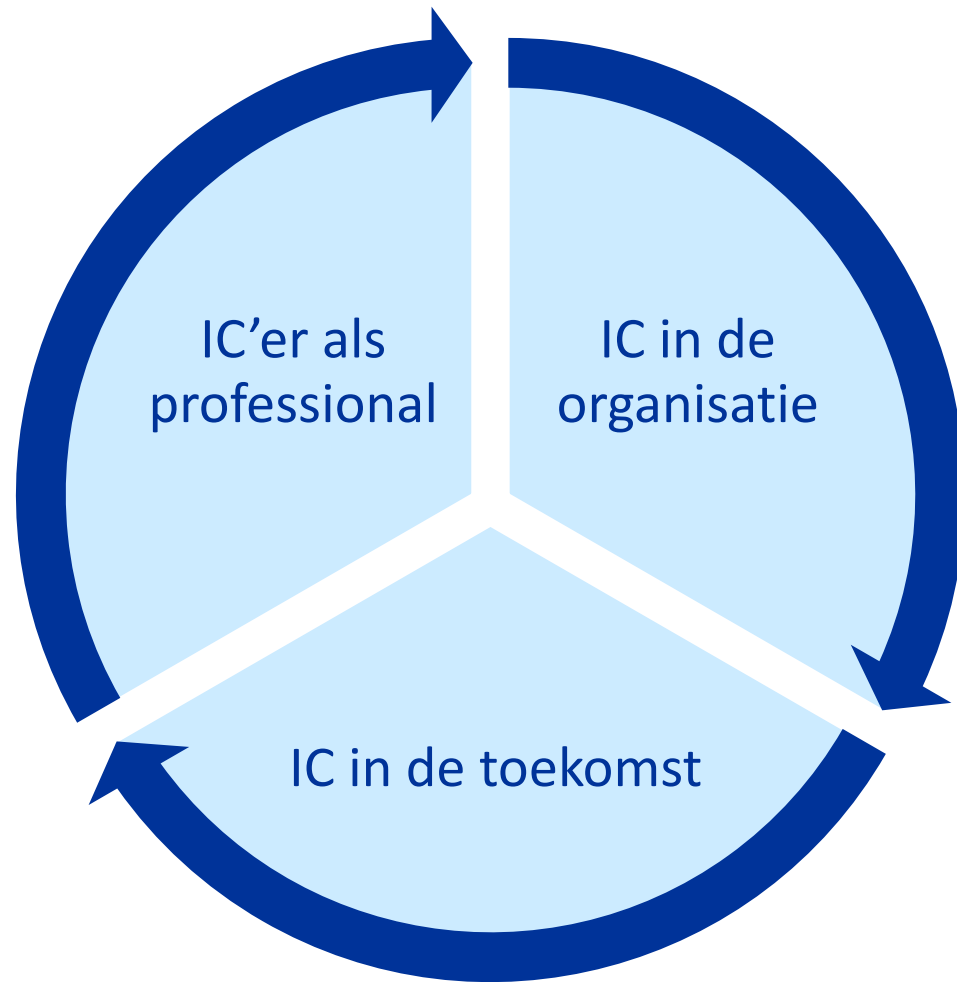 IC’er als
professional
IC in de
organisatie
IC in de toekomst